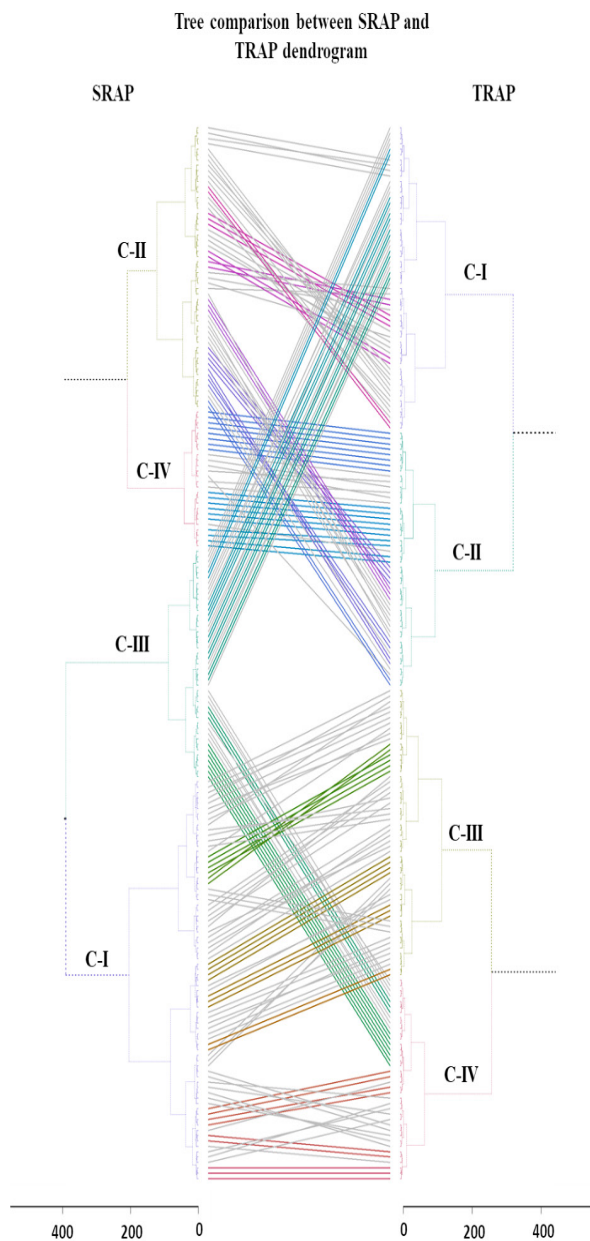 Tree comparison between SRAP and
TRAP dendrogram
SRAP
TRAP
C-II
C-I
C-IV
C-II
C-III
C-III
C-I
C-IV
400 200 0
0 200 400